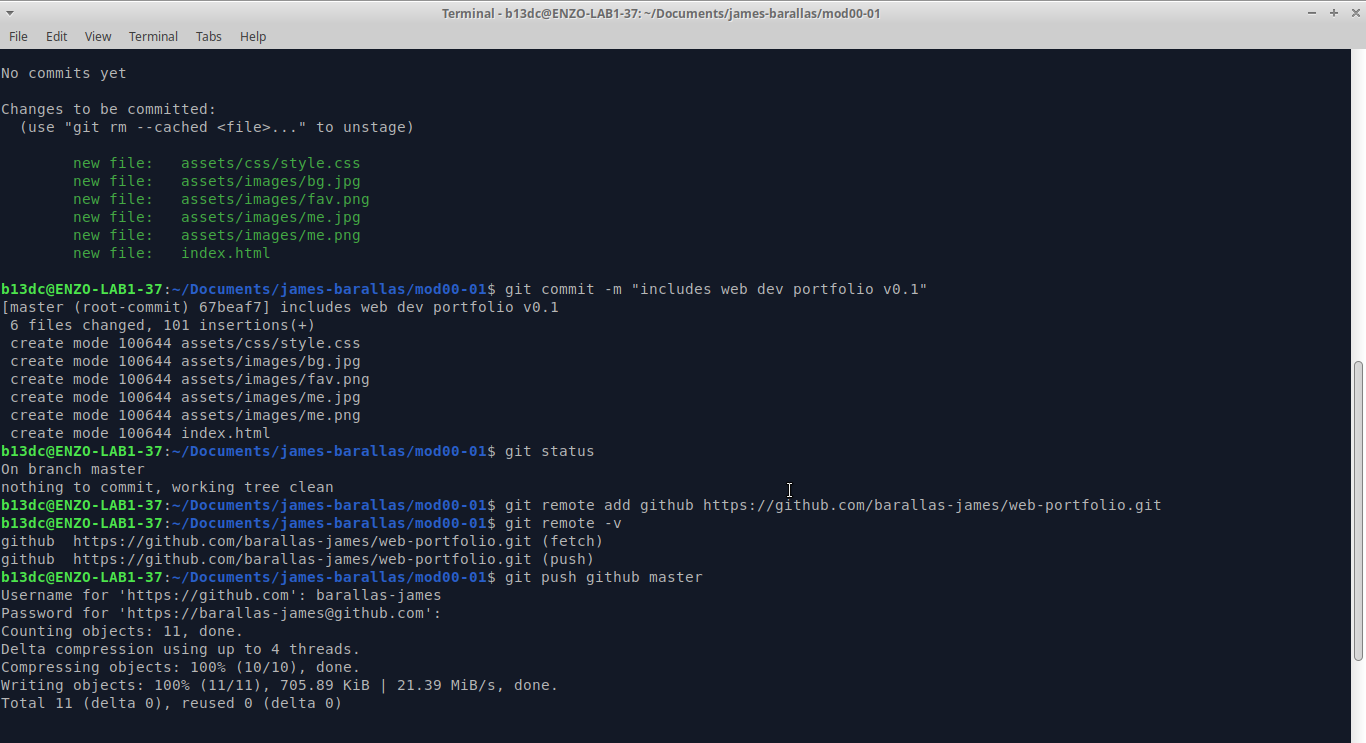 Terminal - b13dc@ENZO-LAB1-37: ~/Documents/james-barallas/mod00-01
File Edit View Terminal Tabs Help
No commits yet
Changes to be committed:
  (use "git rm --cached <file>..." to unstage)
        new file:   assets/css/style.css
        new file:   assets/images/bg.jpg
        new file:   assets/images/fav.png
        new file:   assets/images/me.jpg
        new file:   assets/images/me.png
        new file:   index.html
b13dc@ENZO-LAB1-37:~/Documents/james-barallas/mod00-01$ git commit -m "includes web dev portfolio v0.1"
[master (root-commit) 67beaf7] includes web dev portfolio v0.1
 6 files changed, 101 insertions(+)
 create mode 100644 assets/css/style.css
 create mode 100644 assets/images/bg.jpg
 create mode 100644 assets/images/fav.png
 create mode 100644 assets/images/me.jpg
 create mode 100644 assets/images/me.png
 create mode 100644 index.html
b13dc@ENZO-LAB1-37:~/Documents/james-barallas/mod00-01$ git status
On branch master
nothing to commit, working tree clean
b13dc@ENZO-LAB1-37:~/Documents/james-barallas/mod00-01$ git remote add github https://github.com/barallas-james/web-portfolio.git
b13dc@ENZO-LAB1-37:~/Documents/james-barallas/mod00-01$ git remote -v
github  https://github.com/barallas-james/web-portfolio.git (fetch)
github  https://github.com/barallas-james/web-portfolio.git (push)
b13dc@ENZO-LAB1-37:~/Documents/james-barallas/mod00-01$ git push github master
Username for 'https://github.com': barallas-james
Password for 'https://barallas-james@github.com':
Counting objects: 11, done.
Delta compression using up to 4 threads.
Compressing objects: 100% (10/10), done.
Writing objects: 100% (11/11), 705.89 KiB | 21.39 MiB/s, done.
Total 11 (delta 0), reused 0 (delta 0)